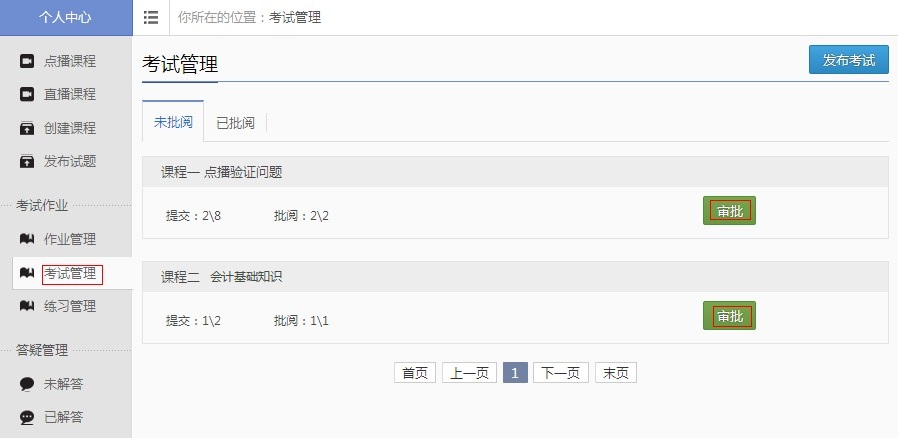 个人中心
你所在的位置：考试管理
点播课程
直播课程
创建课程
发布试题
考试作业
作业管理
考试管理
练习管理
答疑管理
未解答
已解答
考试管理
发布考试
未批阅 已批阅
课程一 点播验证问题
提交：2\8 批阅：2\2 审批
课程二 会计基础知识
提交：1\2 批阅：1\1 审批
首页 上一页 1 下一页 末页